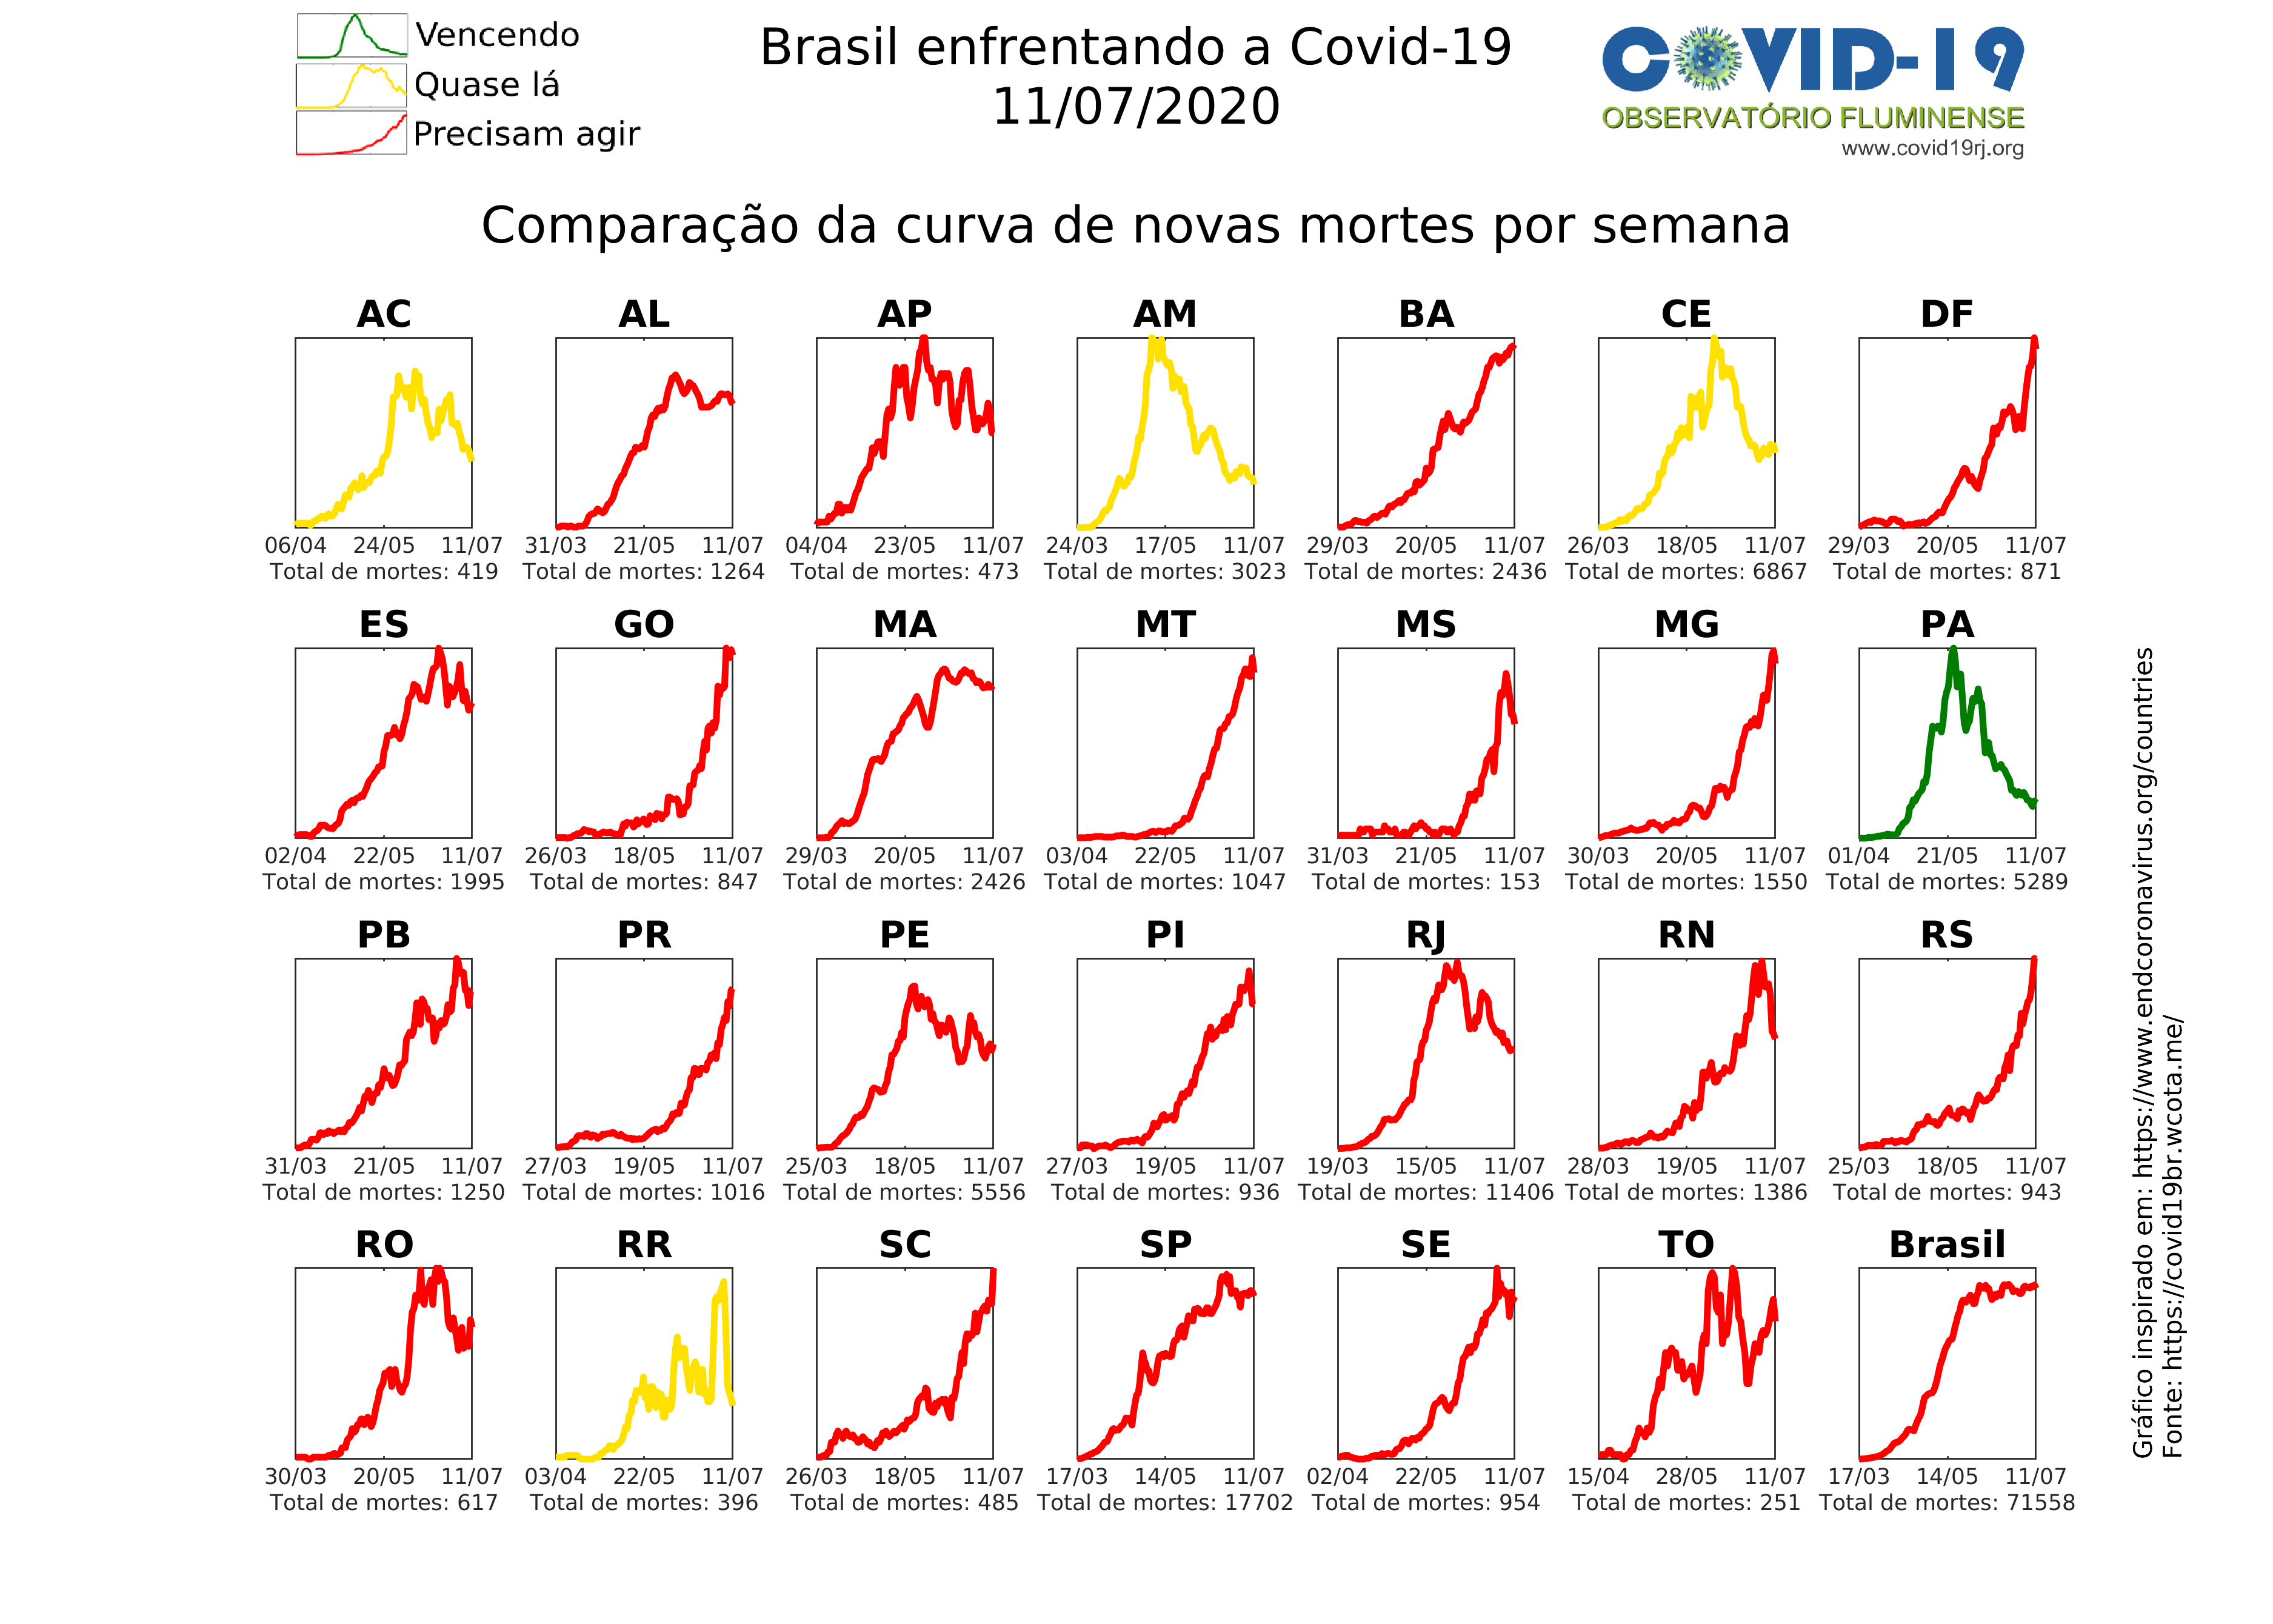 Vencendo
Quase lá
Precisam agir
Brasil enfrentando a Covid-19
11/07/2020
COVID-19
OBSERVATÓRIO FLUMINENSE
www.covid19rj.org
Comparação da curva de novas mortes por semana
AC AL AP AM BA CE DF
06/04 24/05 11/07 31/03 21/05 11/07 04/04 23/05 11/07 24/03 17/05 11/07 29/03 20/05 11/07 26/03 18/05 11/07 29/03 20/05 11/07
Total de mortes: 419 Total de mortes: 1264 Total de mortes: 473 Total de mortes: 3023 Total de mortes: 2436 Total de mortes: 6867 Total de mortes: 871
ES GO MA MT MS MG PA
02/04 22/05 11/07 26/03 18/05 11/07 29/03 20/05 11/07 03/04 22/05 11/07 31/03 21/05 11/07 30/03 20/05 11/07 01/04 21/05 11/07
Total de mortes: 1995 Total de mortes: 847 Total de mortes: 2426 Total de mortes: 1047 Total de mortes: 153 Total de mortes: 1550 Total de mortes: 5289
PB PR PE PI RJ RN RS
31/03 21/05 11/07 27/03 19/05 11/07 25/03 18/05 11/07 27/03 19/05 11/07 19/03 15/05 11/07 28/03 19/05 11/07 25/03 18/05 11/07
Total de mortes: 1250 Total de mortes: 1016 Total de mortes: 5556 Total de mortes: 936 Total de mortes: 11406 Total de mortes: 1386 Total de mortes: 943
RO RR SC SP SE TO Brasil
30/03 20/05 11/07 03/04 22/05 11/07 26/03 18/05 11/07 17/03 14/05 11/07 02/04 22/05 11/07 15/04 28/05 11/07 17/03 14/05 11/07
Total de mortes: 617 Total de mortes: 396 Total de mortes: 485 Total de mortes: 17702 Total de mortes: 954 Total de mortes: 251 Total de mortes: 71558
Gráfico inspirado em: https://www.endcoronavirus.org/countries
Fonte: https://covid19br.wcota.me/